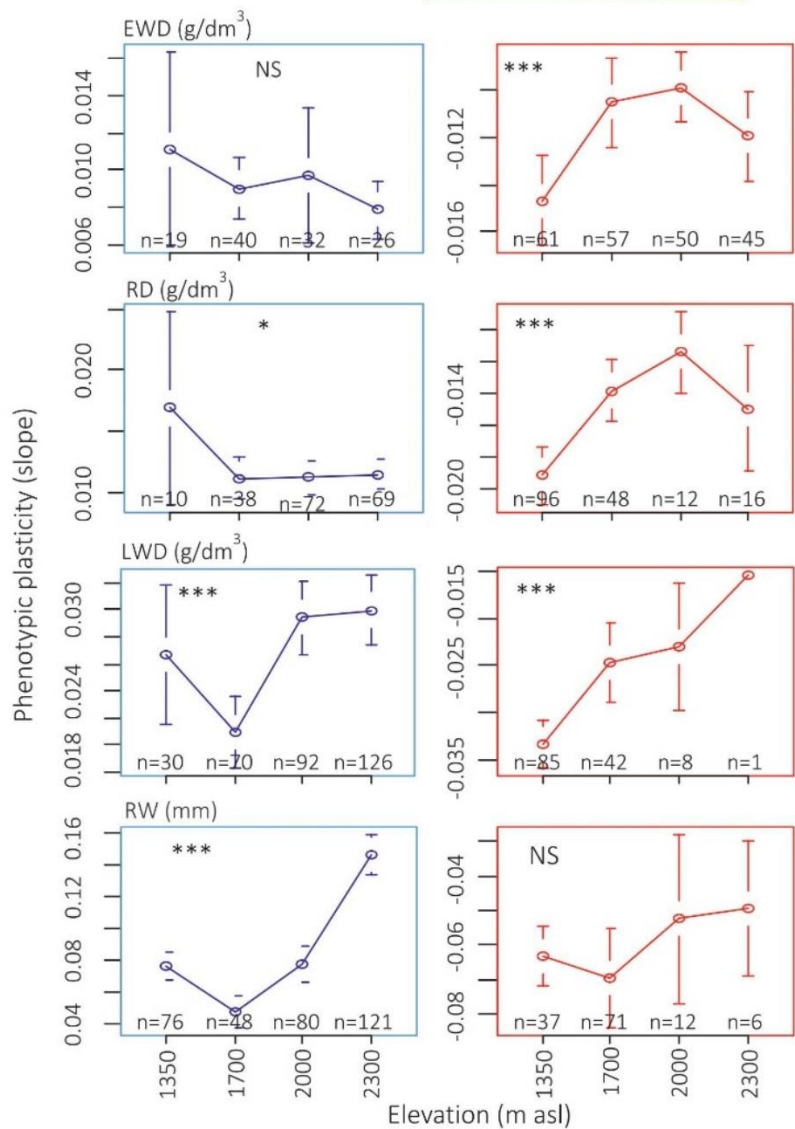 EWD (g/dm³)
NS
0.014
0.010
0.006
n=19 n=40 n=32 n=26
***
-0.012
-0.016
n=61 n=57 n=50 n=45
RD (g/dm³)
*
0.020
0.010
n=10 n=38 n=72 n=69
***
-0.014
-0.020
n=96 n=48 n=12 n=16
Phenotypic plasticity (slope)
LWD (g/dm³)
***
0.030
0.024
0.018
n=30 n=70 n=92 n=126
***
-0.015
-0.025
-0.035
n=85 n=42 n=8 n=1
RW (mm)
***
0.16
0.12
0.08
0.04
n=76 n=48 n=80 n=121
NS
-0.04
-0.06
-0.08
n=37 n=71 n=12 n=6
1350 1700 2000 2300
1350 1700 2000 2300
Elevation (m asl)